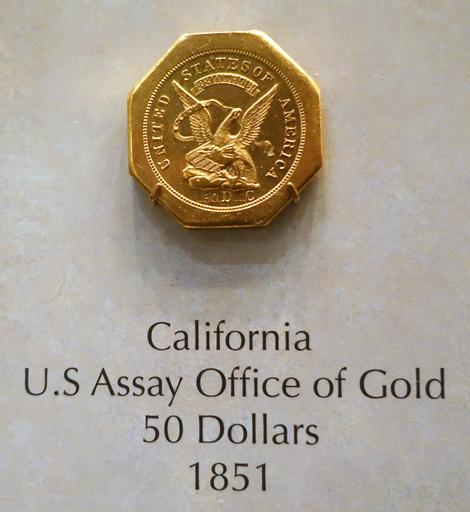 UNITED STATES OF AMERICA
50 D C
California
U.S Assay Office of Gold
50 Dollars
1851